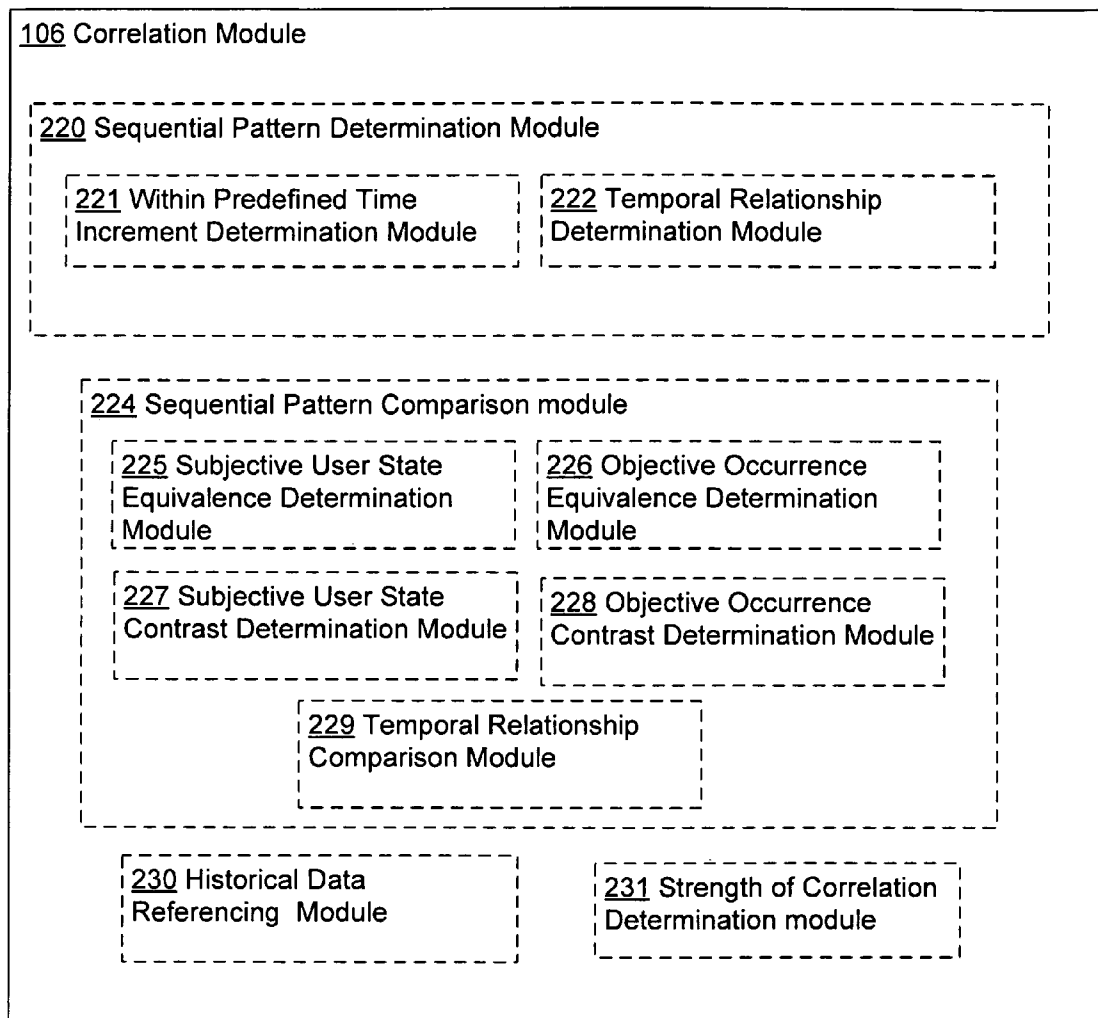 106 Correlation Module
220 Sequential Pattern Determination Module
221 Within Predefined Time
Increment Determination Module
222 Temporal Relationship
Determination Module
224 Sequential Pattern Comparison module
225 Subjective User State
Equivalence Determination
Module
226 Objective Occurrence
Equivalence Determination
Module
227 Subjective User State
Contrast Determination Module
228 Objective Occurrence
Contrast Determination Module
229 Temporal Relationship
Comparison Module
230 Historical Data
Referencing Module
231 Strength of Correlation
Determination module